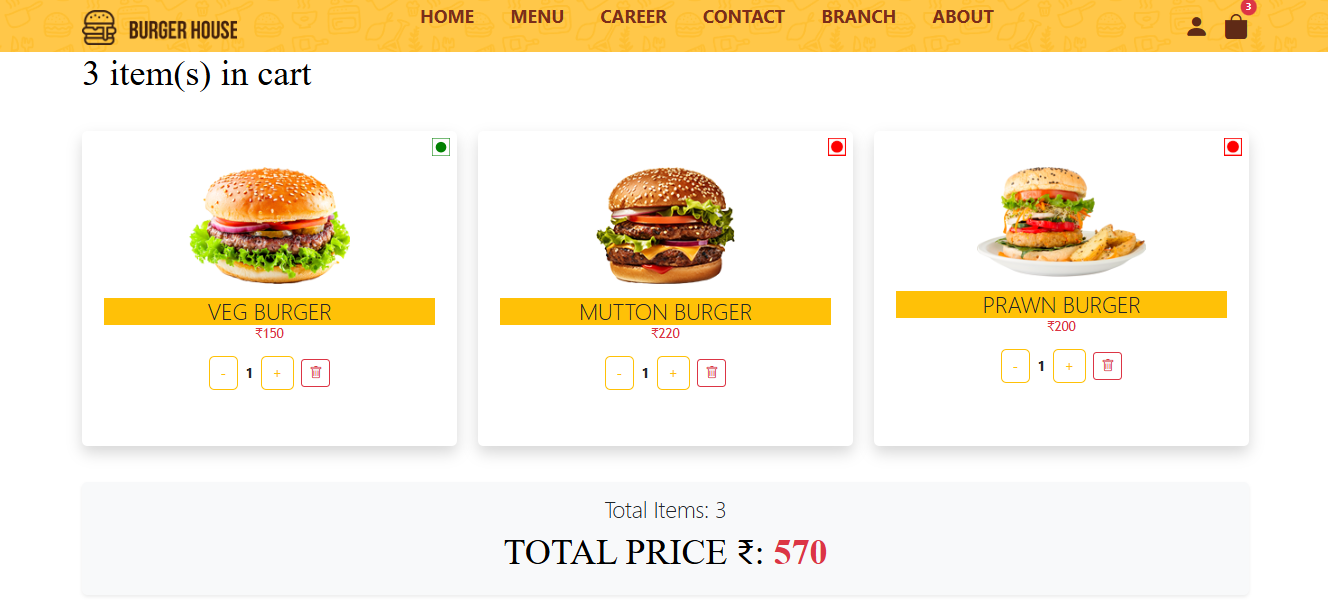 BURGER HOUSE
HOME MENU CAREER CONTACT BRANCH ABOUT
3
3 item(s) in cart
VEG BURGER
₹150
- 1 +
MUTTON BURGER
₹220
- 1 +
PRAWN BURGER
₹200
- 1 +
Total Items: 3
TOTAL PRICE ₹: 570